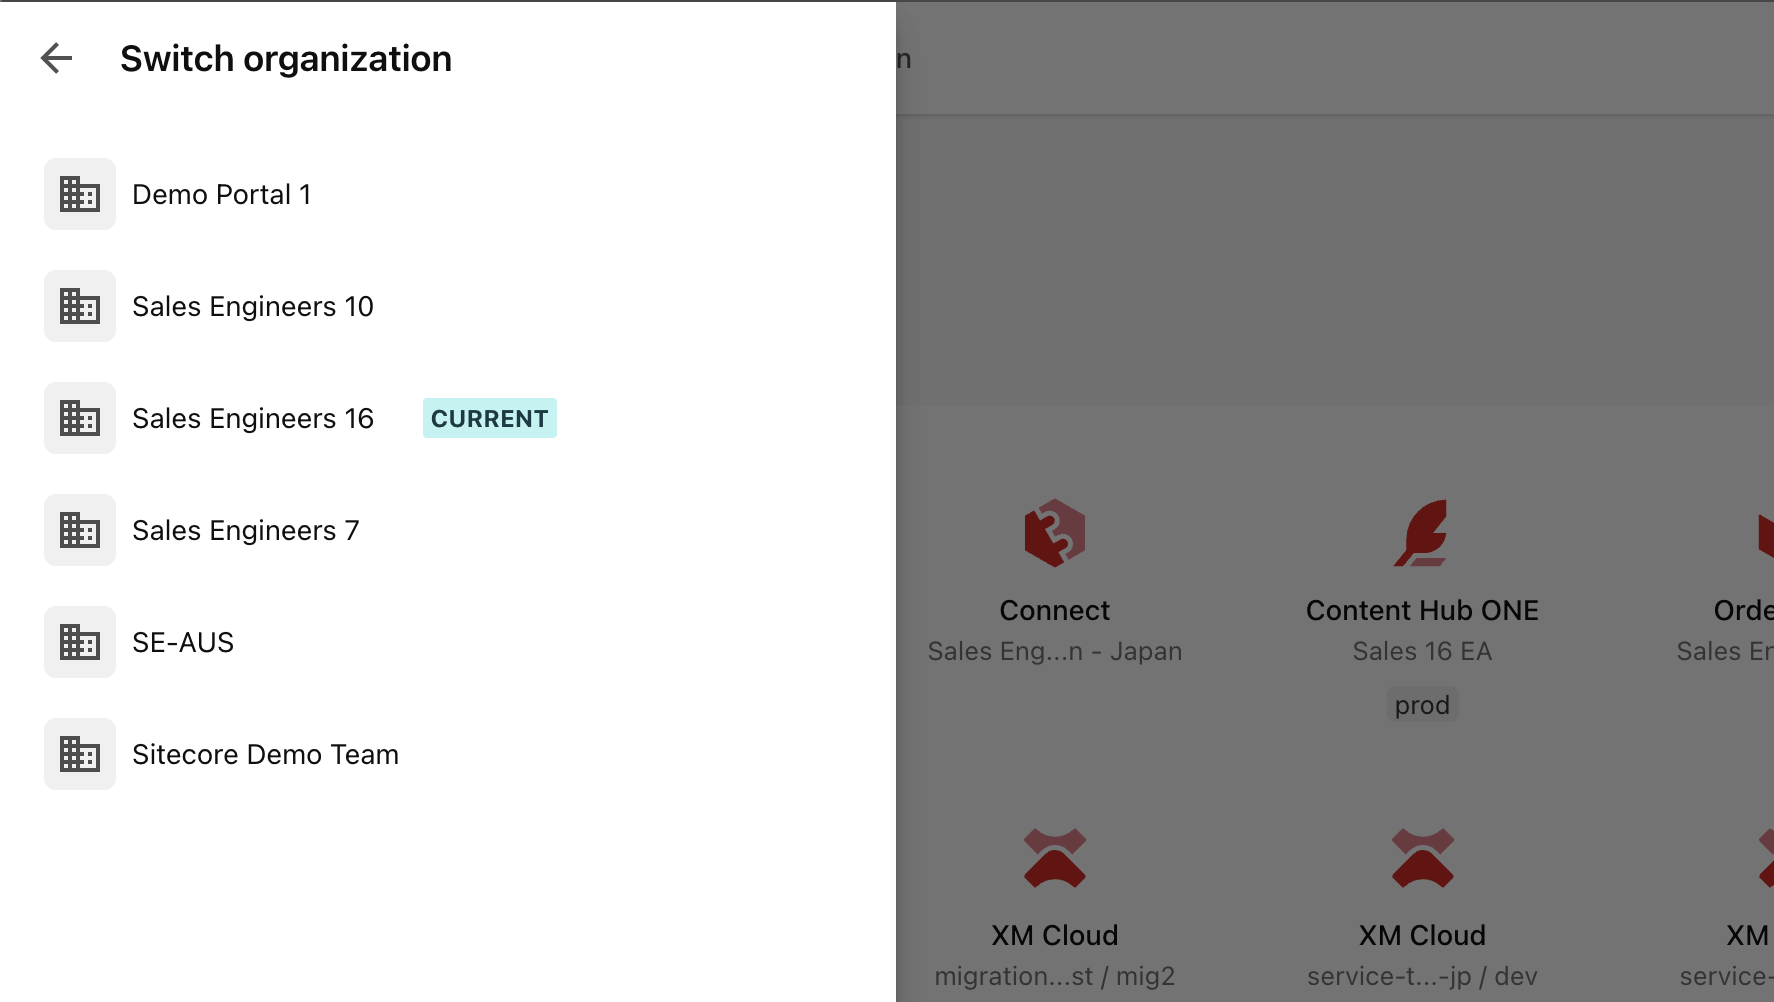 Switch organization
n
Demo Portal 1
Sales Engineers 10
Sales Engineers 16
CURRENT
Sales Engineers 7
SE-AUS
Sitecore Demo Team
Connect
Sales Eng...n - Japan
Content Hub ONE
Sales 16 EA
prod
Orde
Sales En
XM Cloud
migration...st / mig2
XM Cloud
service-t...-jp / dev
XM
service-